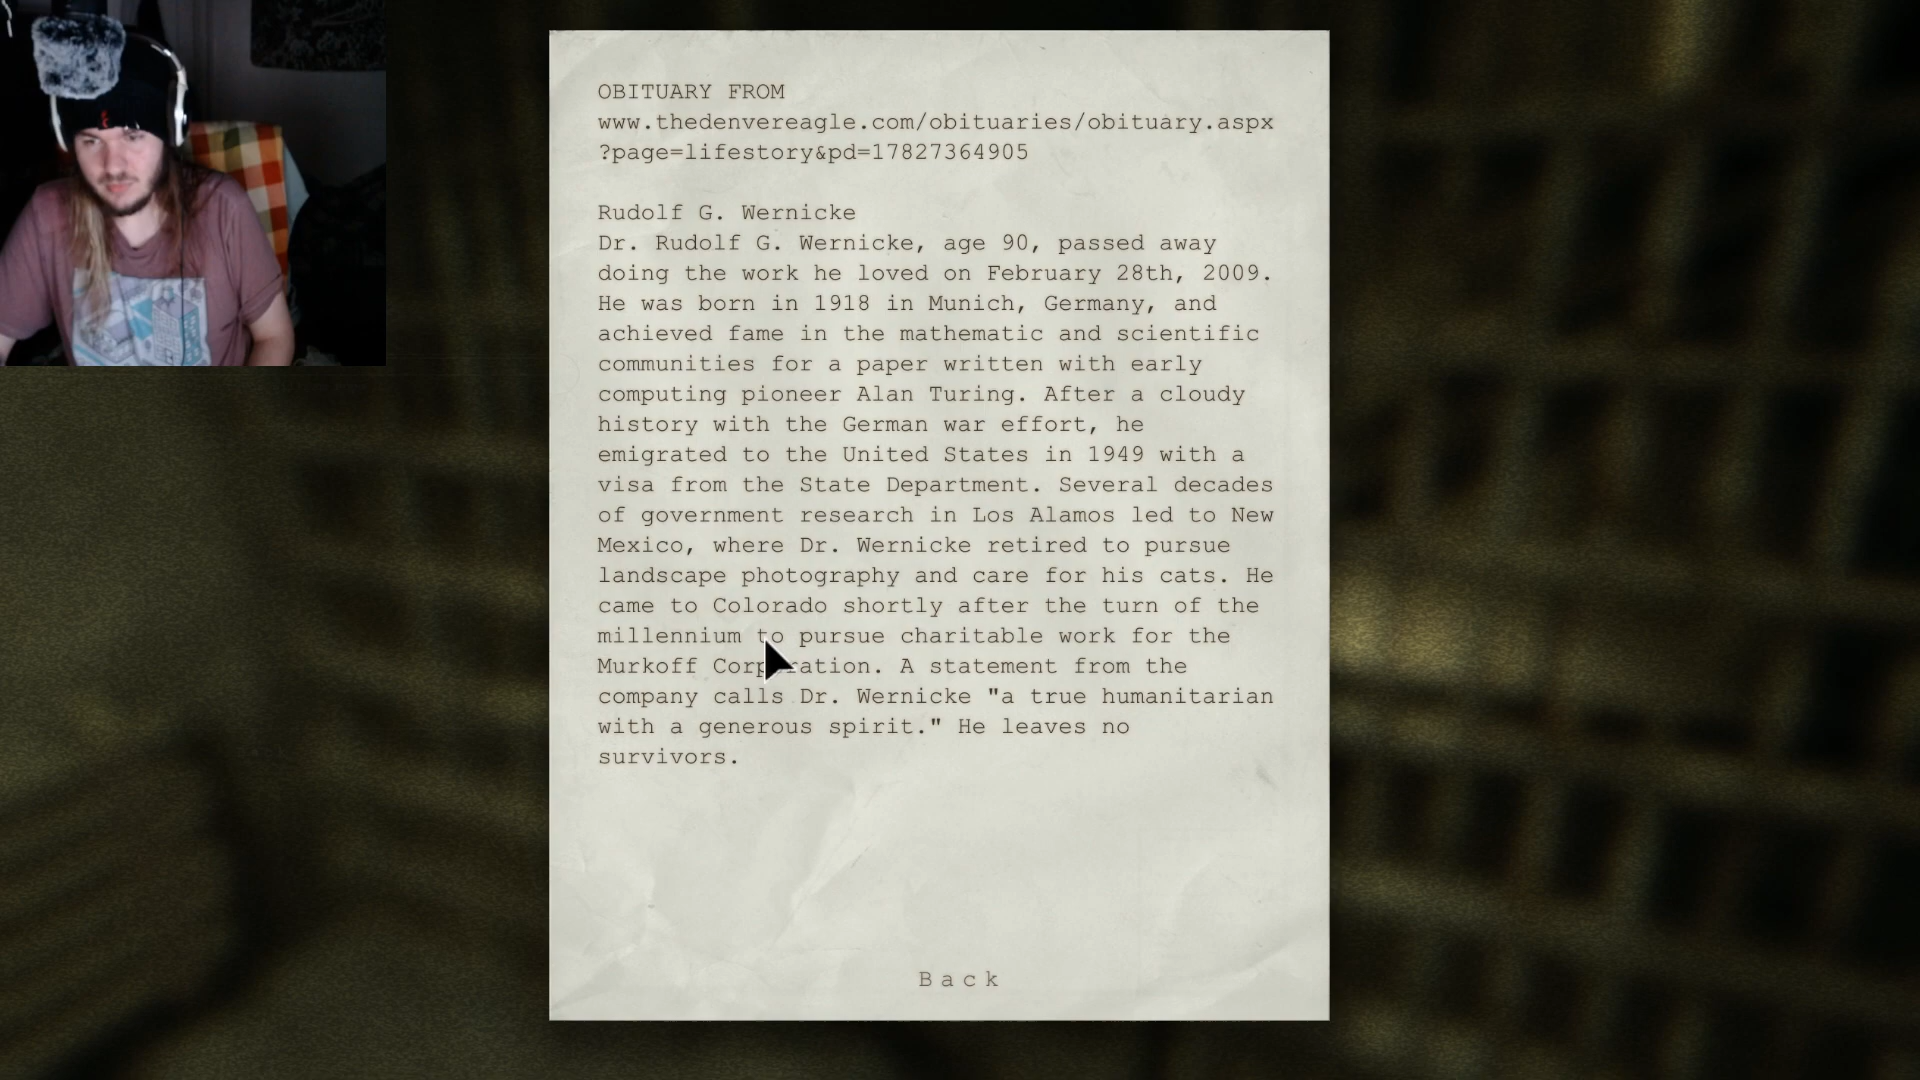 OBITUARY FROM
www.thedenvereagle.com/obituaries/obituary.aspx
?page=lifestory&pd=17827364905
Rudolf G. Wernicke
Dr. Rudolf G. Wernicke, age 90, passed away
doing the work he loved on February 28th, 2009.
He was born in 1918 in Munich, Germany, and
achieved fame in the mathematic and scientific
communities for a paper written with early
computing pioneer Alan Turing. After a cloudy
history with the German war effort, he
emigrated to the United States in 1949 with a
visa from the State Department. Several decades
of government research in Los Alamos led to New
Mexico, where Dr. Wernicke retired to pursue
landscape photography and care for his cats. He
came to Colorado shortly after the turn of the
millennium to pursue charitable work for the
Murkoff Corporation. A statement from the
company calls Dr. Wernicke "a true humanitarian
with a generous spirit." He leaves no
survivors.
Back